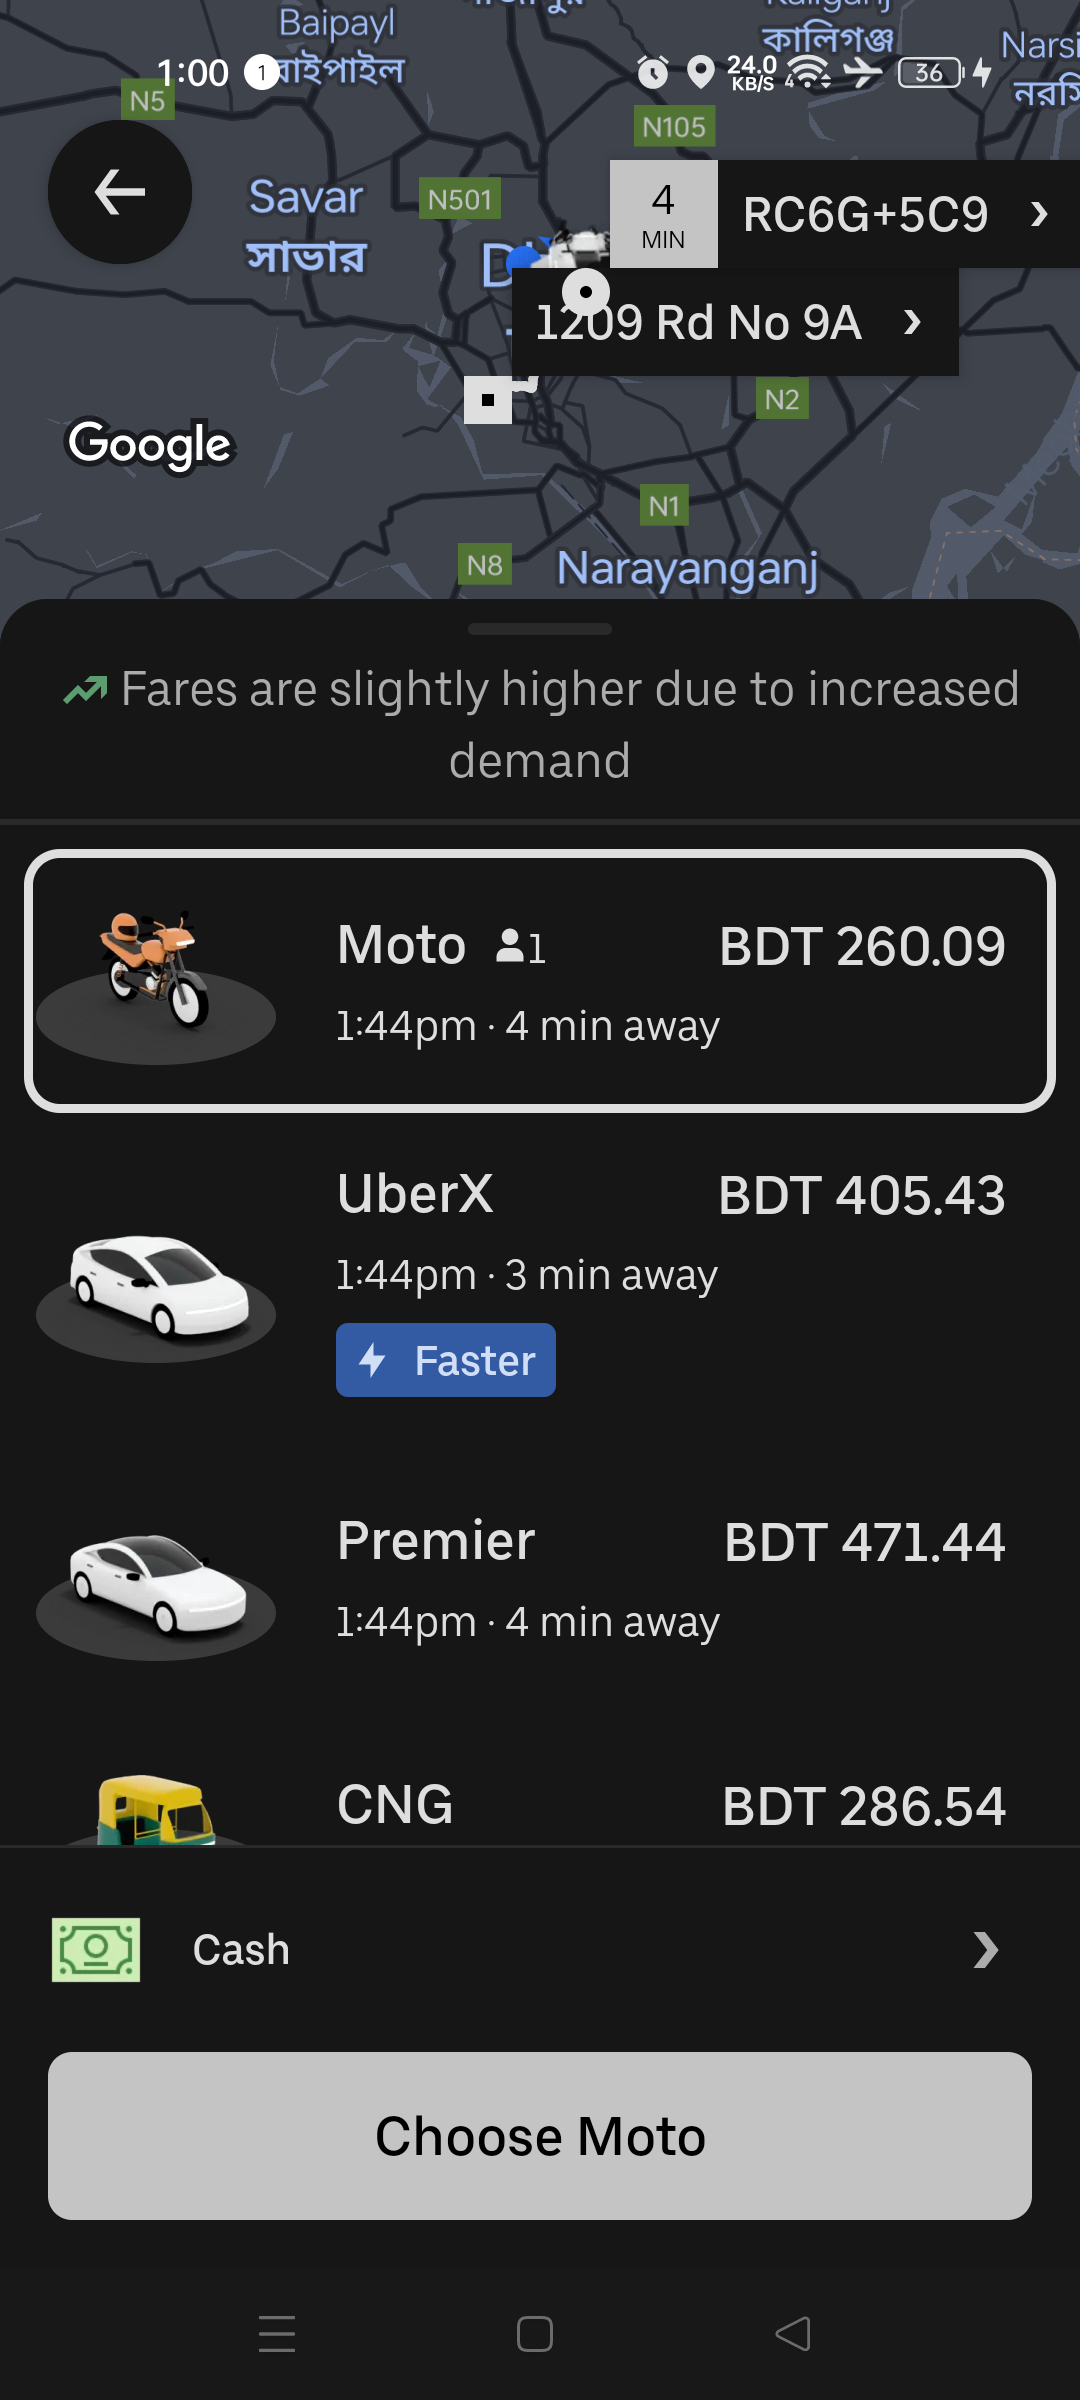 Baipayl
কালিগঞ্জ
Narsi
1:00
1
বাইপাইল
24.0
KB/S
4
36
নরসি
N5
N105
4
MIN
RC6G+5C9
Savar
সাভার
N501
1209 Rd No 9A
N2
Google
N1
N8
Narayanganj
Fares are slightly higher due to increased
demand
Moto 1
BDT 260.09
1:44pm · 4 min away
UberX
BDT 405.43
1:44pm · 3 min away
Faster
Premier
BDT 471.44
1:44pm · 4 min away
CNG
BDT 286.54
Cash
Choose Moto